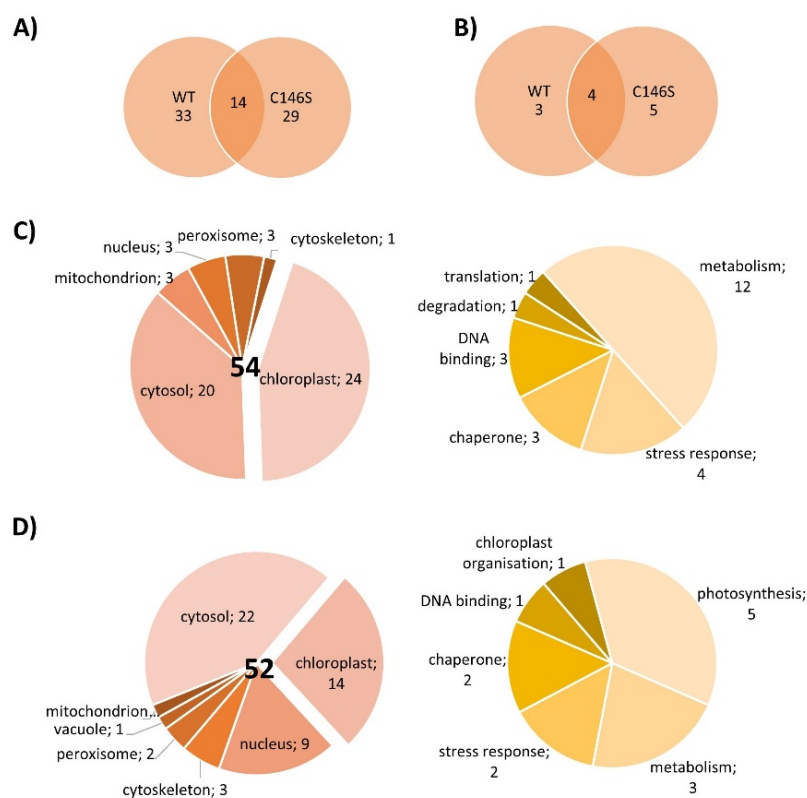 A)
WT
33
14
C146S
29
B)
WT
3
4
C146S
5
C)
peroxisome; 3
cytoskeleton; 1
nucleus; 3
mitochondrion; 3
54
chloroplast; 24
cytosol; 20
metabolism;
12
translation; 1
degradation; 1
DNA
binding; 3
chaperone; 3
stress response;
4
D)
cytosol; 22
52
chloroplast;
14
mitochondrion,..
vacuole; 1
nucleus; 9
peroxisome; 2
cytoskeleton; 3
chloroplast
organisation; 1
photosynthesis;
5
DNA binding; 1
chaperone;
2
stress response;
2
metabolism;
3